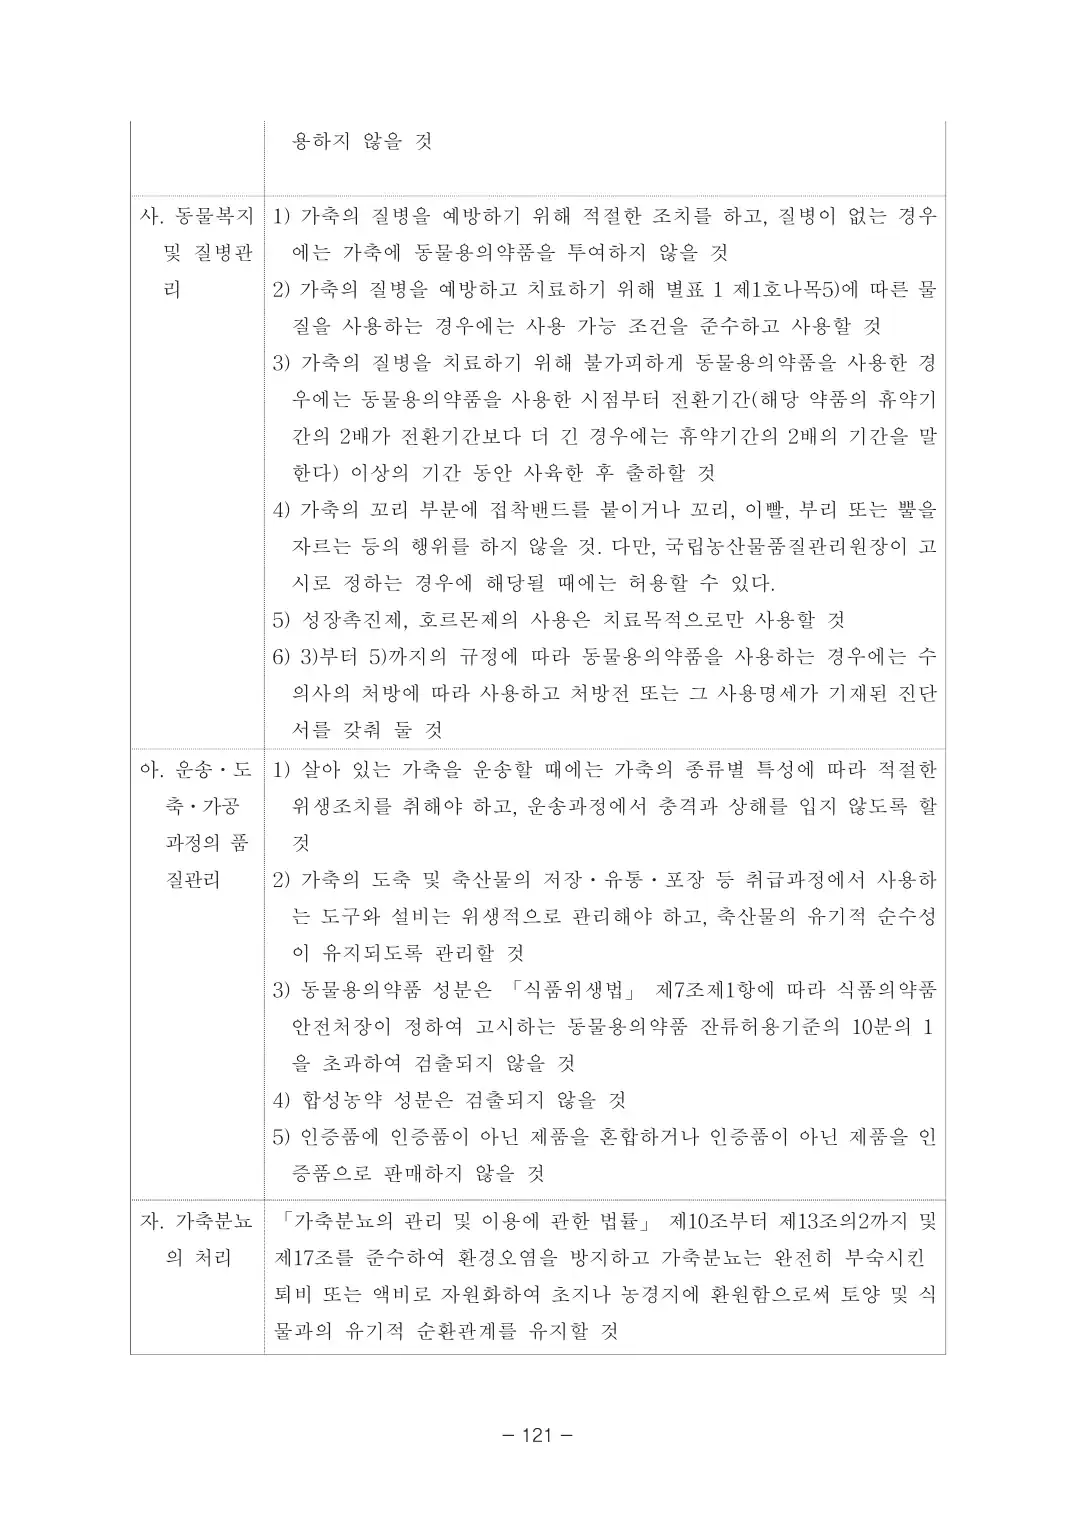 용하지 않을 것
사. 동물복지
및 질병관
리
1) 가축의 질병을 예방하기 위해 적절한 조치를 하고, 질병이 없는 경우
에는 가축에 동물용의약품을 투여하지 않을 것
2) 가축의 질병을 예방하고 치료하기 위해 별표 1 제1호나목5)에 따른 물
질을 사용하는 경우에는 사용 가능 조건을 준수하고 사용할 것
3) 가축의 질병을 치료하기 위해 불가피하게 동물용의약품을 사용한 경
우에는 동물용의약품을 사용한 시점부터 전환기간(해당 약품의 휴약기
간의 2배가 전환기간보다 더 긴 경우에는 휴약기간의 2배의 기간을 말
한다) 이상의 기간 동안 사육한 후 출하할 것
4) 가축의 꼬리 부분에 접착밴드를 붙이거나 꼬리, 이빨, 부리 또는 뿔을
자르는 등의 행위를 하지 않을 것. 다만, 국립농산물품질관리원장이 고
시로 정하는 경우에 해당될 때에는 허용할 수 있다.
5) 성장촉진제, 호르몬제의 사용은 치료목적으로만 사용할 것
6) 3)부터 5)까지의 규정에 따라 동물용의약품을 사용하는 경우에는 수
의사의 처방에 따라 사용하고 처방전 또는 그 사용명세가 기재된 진단
서를 갖춰 둘 것
아. 운송·도
축·가공
과정의 품
질관리
1) 살아 있는 가축을 운송할 때에는 가축의 종류별 특성에 따라 적절한
위생조치를 취해야 하고, 운송과정에서 충격과 상해를 입지 않도록 할
것
2) 가축의 도축 및 축산물의 저장·유통·포장 등 취급과정에서 사용하
는 도구와 설비는 위생적으로 관리해야 하고, 축산물의 유기적 순수성
이 유지되도록 관리할 것
3) 동물용의약품 성분은 「식품위생법」 제7조제1항에 따라 식품의약품
안전처장이 정하여 고시하는 동물용의약품 잔류허용기준의 10분의 1
을 초과하여 검출되지 않을 것
4) 합성농약 성분은 검출되지 않을 것
5) 인증품에 인증품이 아닌 제품을 혼합하거나 인증품이 아닌 제품을 인
증품으로 판매하지 않을 것
자. 가축분뇨
의 처리
「가축분뇨의 관리 및 이용에 관한 법률」 제10조부터 제13조의2까지 및
제17조를 준수하여 환경오염을 방지하고 가축분뇨는 완전히 부숙시킨
퇴비 또는 액비로 자원화하여 초지나 농경지에 환원함으로써 토양 및 식
물과의 유기적 순환관계를 유지할 것
- 121 -